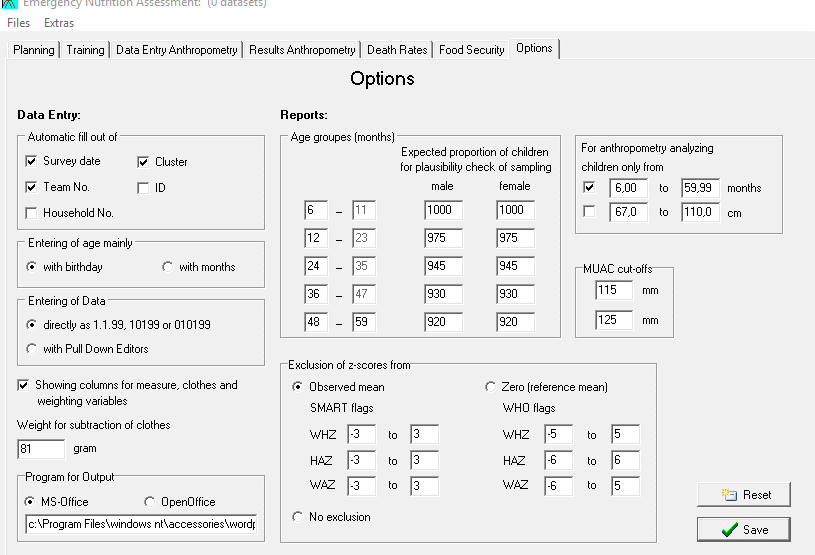 Emergency Nutrition Assessment: (0 datasets)
Files Extras
Planning Training Data Entry Anthropometry Results Anthropometry Death Rates Food Security Options
Options
Data Entry:
Automatic fill out of
Survey date Cluster
Team No. ID
Household No.
Entering of age mainly
with birthday with months
Entering of Data
directly as 1.1.99, 10199 or 010199
with Pull Down Editors
Showing columns for measure, clothes and
weighting variables
Weight for subtraction of clothes
81 gram
Program for Output
MS-Office OpenOffice
c:\Program Files\windows nt\accessories\wordp
Reports:
Age groupes (months)
Expected proportion of children
for plausibility check of sampling
male female
6 – 11 1000 1000
12 – 23 975 975
24 – 35 945 945
36 – 47 930 930
48 – 59 920 920
For anthropometry analyzing
children only from
6,00 to 59,99 months
67,0 to 110,0 cm
MUAC cut-offs
115 mm
125 mm
Exclusion of z-scores from
Observed mean Zero (reference mean)
SMART flags WHO flags
WHZ -3 to 3 WHZ -5 to 5
HAZ -3 to 3 HAZ -6 to 6
WAZ -3 to 3 WAZ -6 to 5
No exclusion
Reset
Save